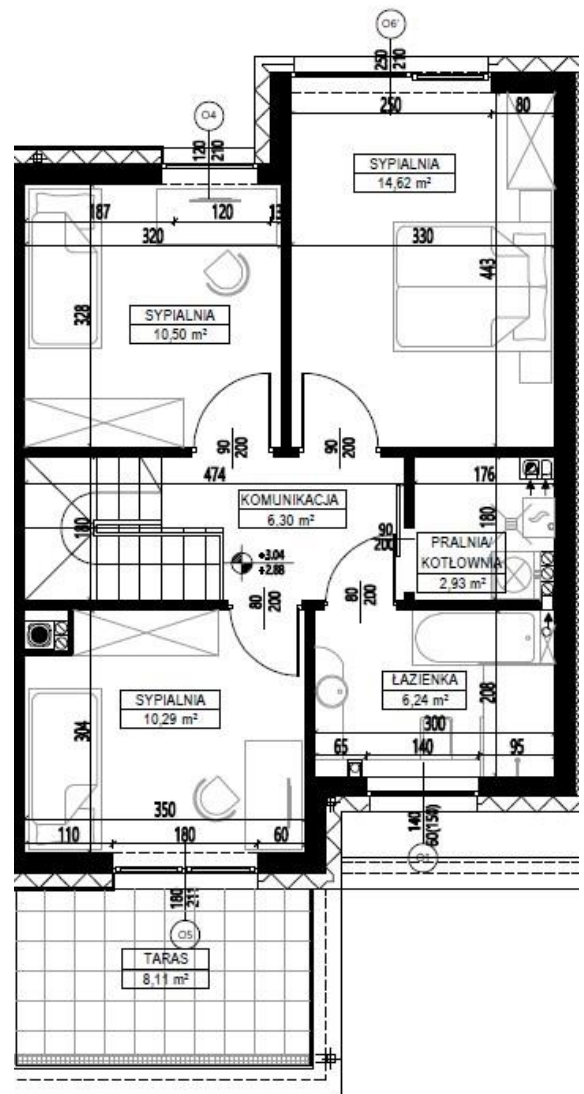 O6'
250
210
O4
120
210
250
80
SYPIALNIA
14,62 m²
187
120
13
320
330
443
328
SYPIALNIA
10,50 m²
90
200
90
200
474
176
KOMUNIKACJA
6,30 m²
180
180
90
200
PRALNIA/
KOTŁOWNIA
2,93 m²
+3.04
+2.88
80
200
80
200
ŁAZIENKA
6,24 m²
208
SYPIALNIA
10,29 m²
304
300
65
140
95
350
110
180
60
140
60(150)
180
211
O5
TARAS
8,11 m²